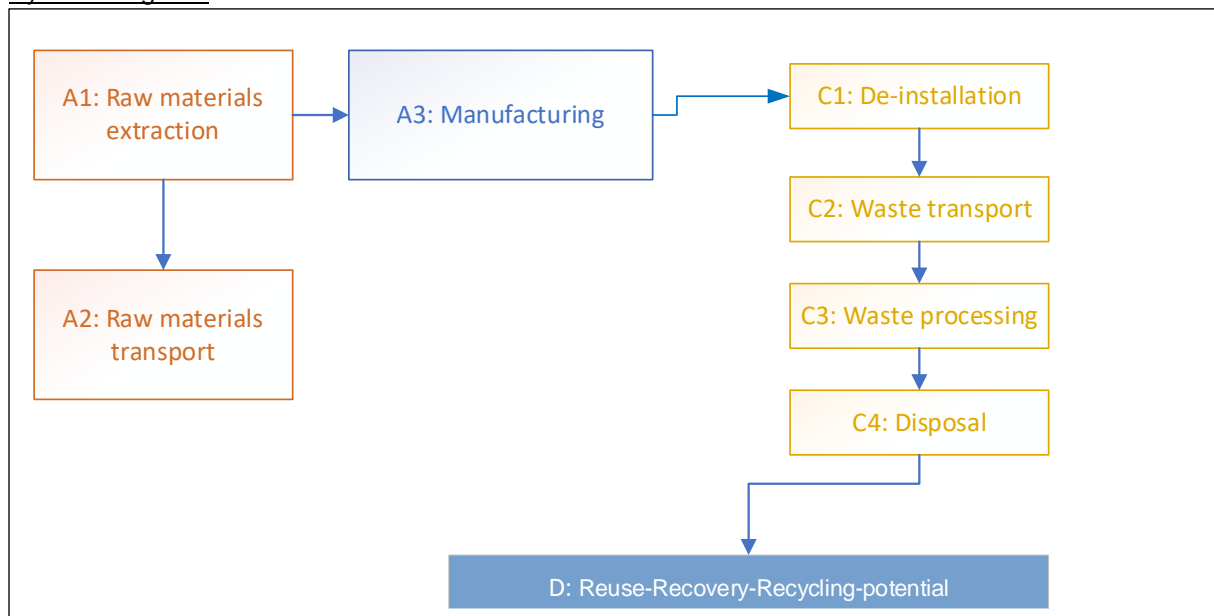 A1: Raw materials
extraction
A3: Manufacturing
C1: De-installation
C2: Waste transport
A2: Raw materials
transport
C3: Waste processing
C4: Disposal
D: Reuse-Recovery-Recycling-potential